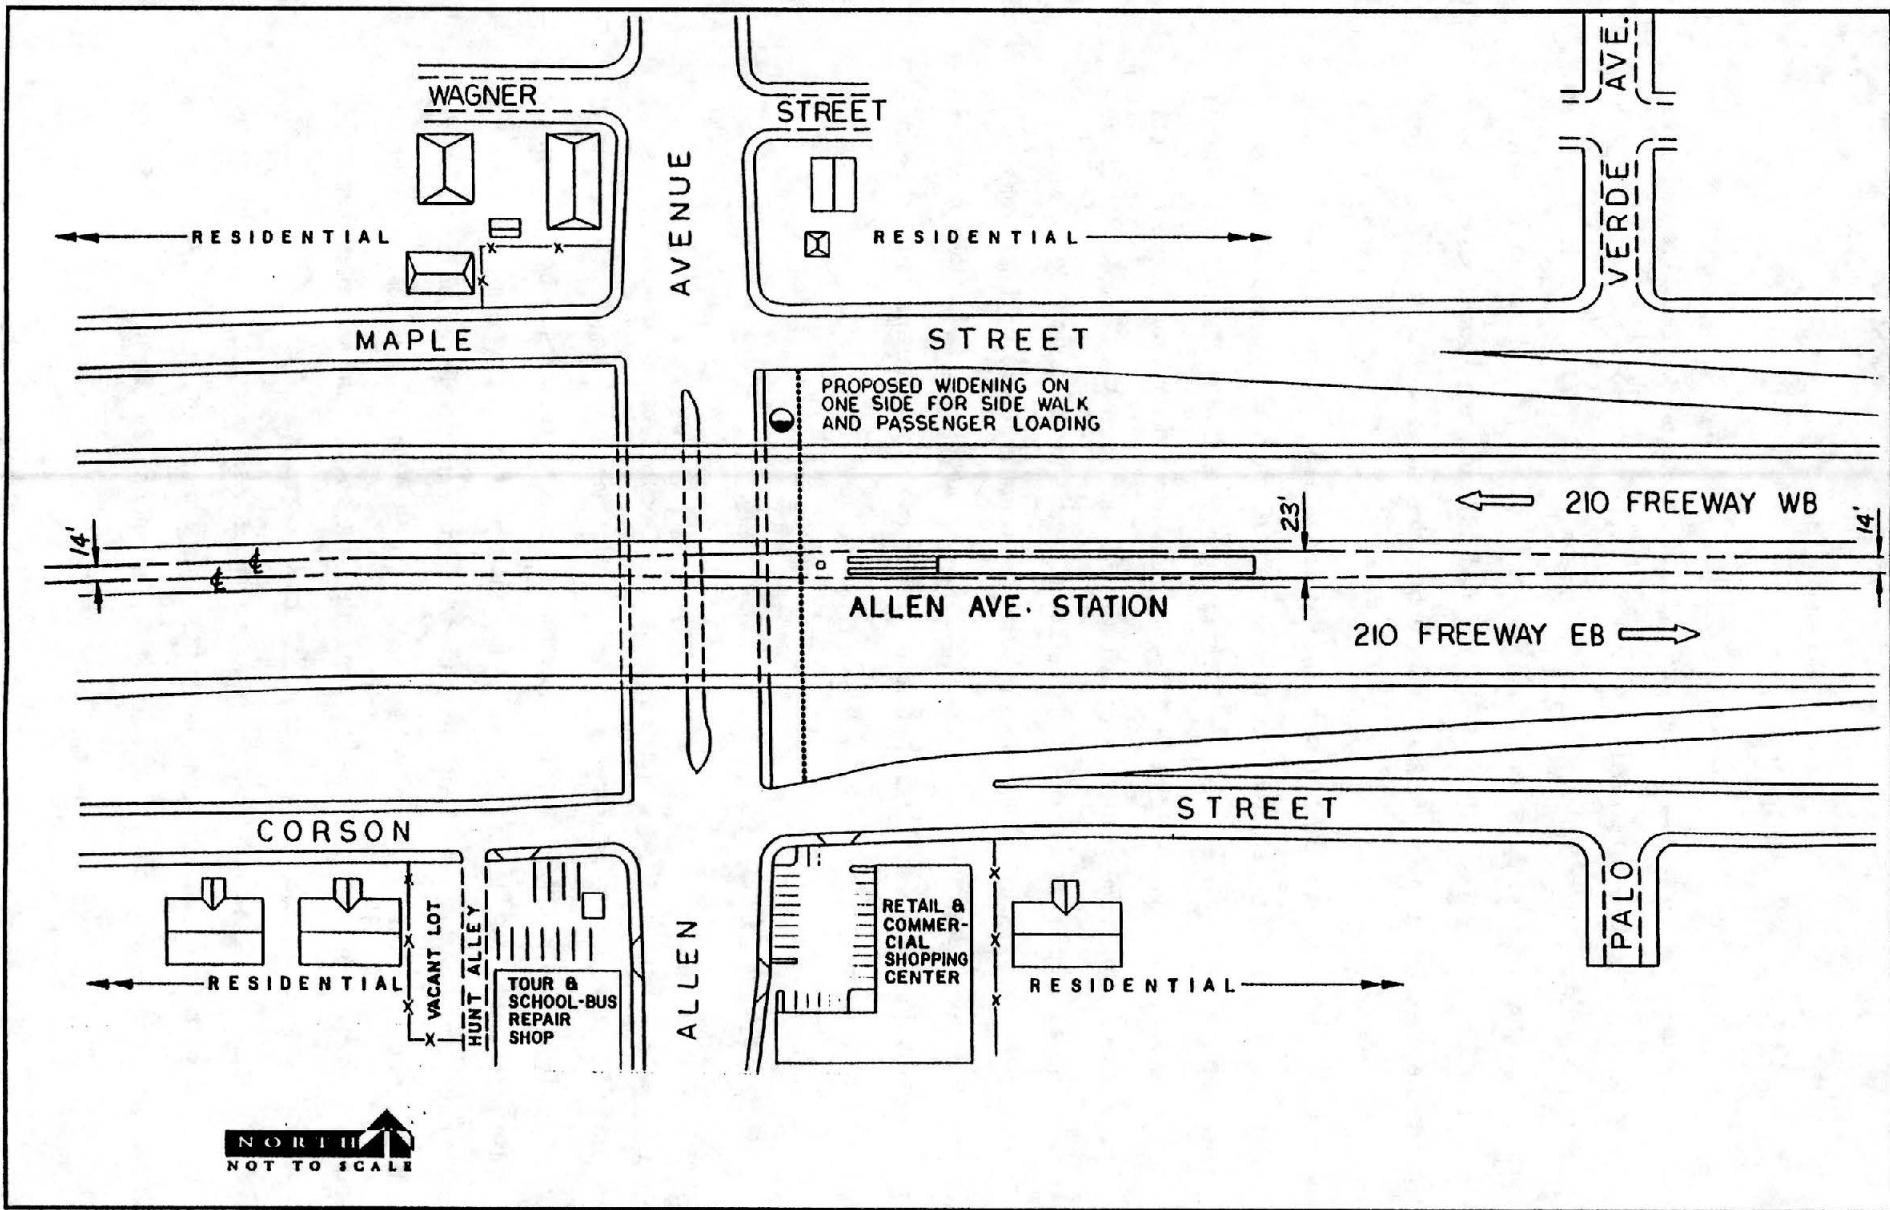 WAGNER
STREET
AVENUE
VERDE AVE.
RESIDENTIAL
RESIDENTIAL
MAPLE
STREET
PROPOSED WIDENING ON
ONE SIDE FOR SIDE WALK
AND PASSENGER LOADING
210 FREEWAY WB
14'
23'
14'
℄
℄
ALLEN AVE. STATION
210 FREEWAY EB
CORSON
STREET
VACANT LOT
HUNT ALLEY
TOUR &
SCHOOL-BUS
REPAIR
SHOP
ALLEN
RETAIL &
COMMER-
CIAL
SHOPPING
CENTER
PALO
RESIDENTIAL
RESIDENTIAL
NORTH
NOT TO SCALE